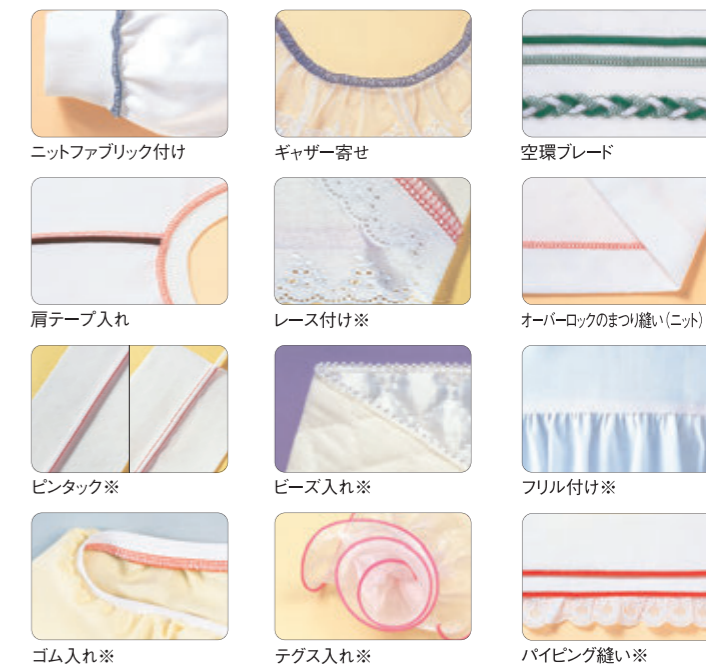 ニットファブリック付け
ギャザー寄せ
空環ブレード
肩テープ入れ
レース付け※
オーバーロックのまつり縫い(ニット)
ピンタック※
ビーズ入れ※
フリル付け※
ゴム入れ※
テグス入れ※
パイピング縫い※